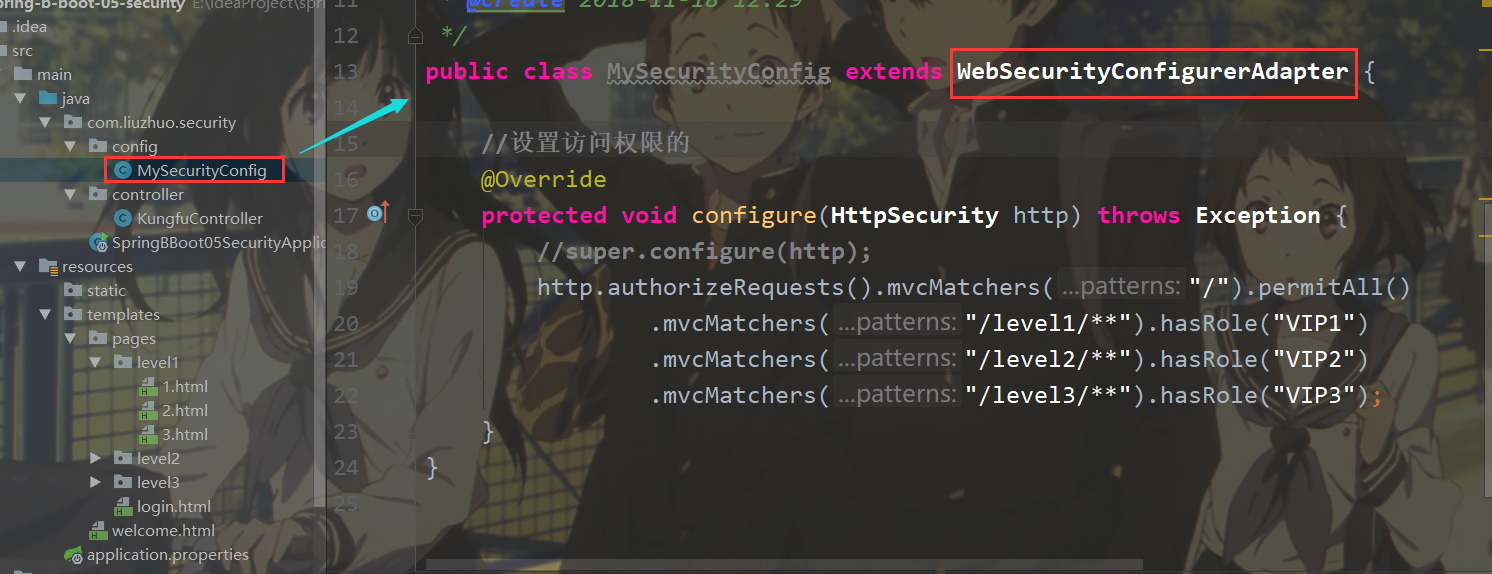 pring-b-boot-05-security E:\IdeaProject\spri
.idea
src
main
java
com.liuzhuo.security
config
MySecurityConfig
controller
KungfuController
SpringBBoot05SecurityApplic
resources
static
templates
pages
level1
1.html
2.html
3.html
level2
level3
login.html
welcome.html
application.properties
11 * @create 2018-11-18 12:29
12 */
13 public class MySecurityConfig extends WebSecurityConfigurerAdapter {
14
15 //设置访问权限的
16 @Override
17 protected void configure(HttpSecurity http) throws Exception {
18 //super.configure(http);
19 http.authorizeRequests().mvcMatchers( ...patterns: "/").permitAll()
20 .mvcMatchers( ...patterns: "/level1/**").hasRole("VIP1")
21 .mvcMatchers( ...patterns: "/level2/**").hasRole("VIP2")
22 .mvcMatchers( ...patterns: "/level3/**").hasRole("VIP3");
23 }
24 }
25